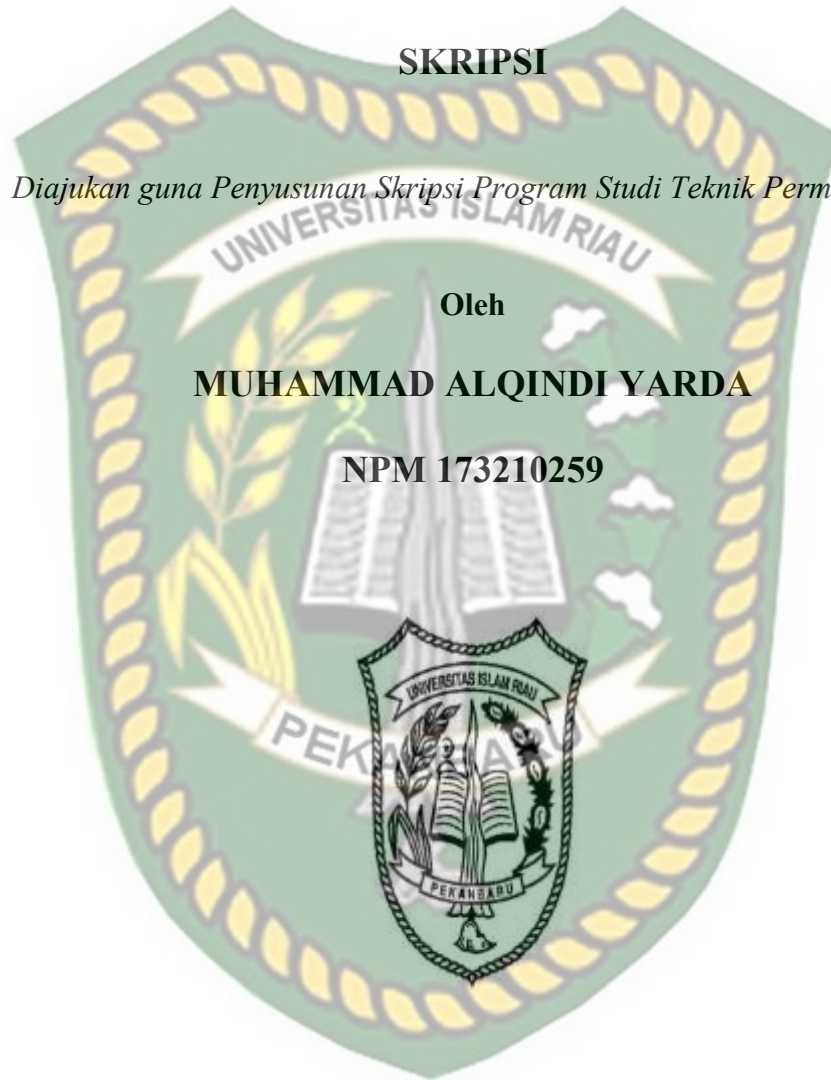 SKRIPSI
Diajukan guna Penyusunan Skripsi Program Studi Teknik Perm
UNIVERSITAS ISLAM RIAU
Oleh
MUHAMMAD ALQINDI YARDA
NPM 173210259
UNIVERSITAS ISLAM RIAU
PEKANBARU
PEKANBARU